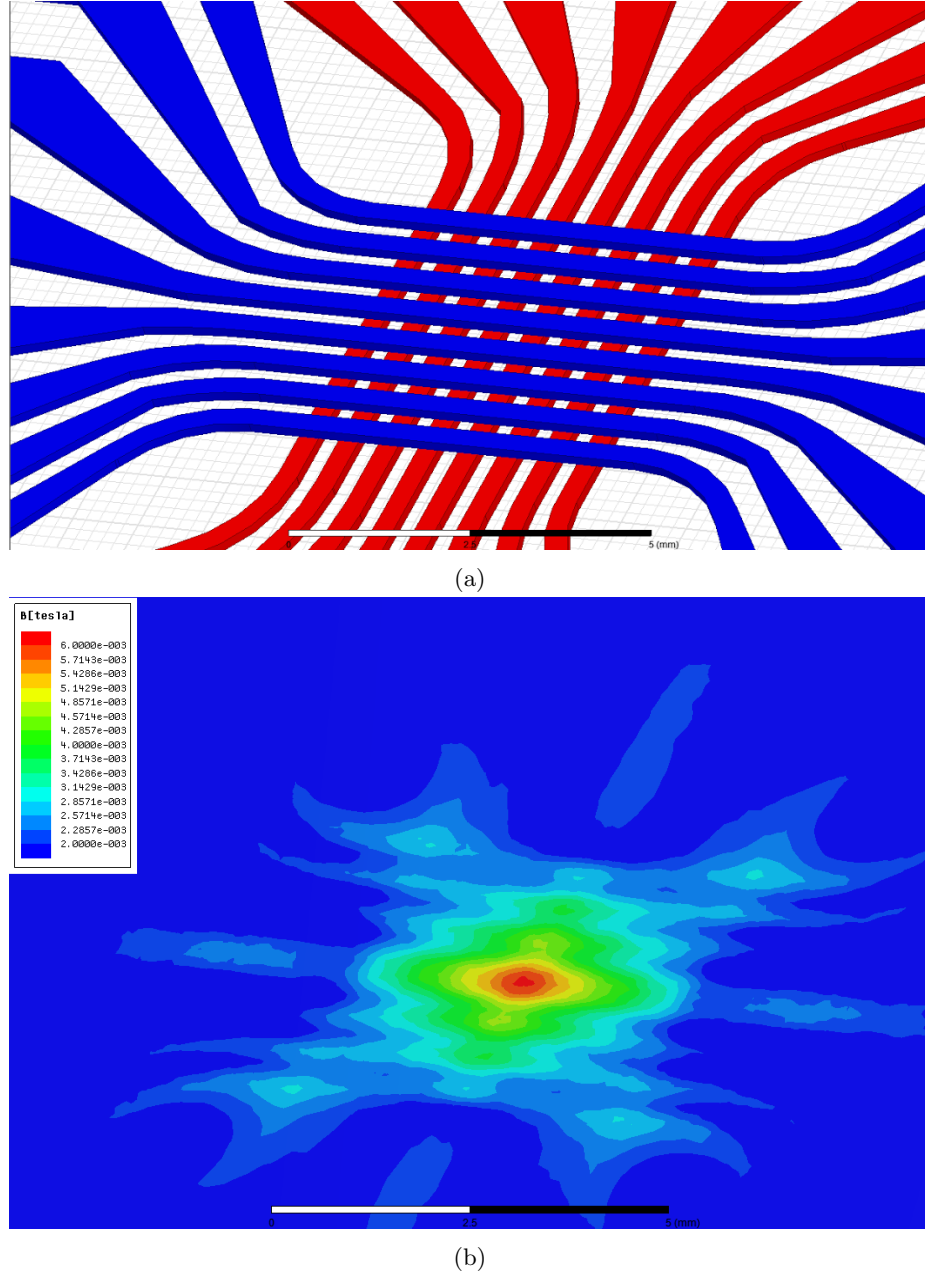 0
2.5
5 (mm)
(a)
B[tesla]
6.0000e-003
5.7143e-003
5.4286e-003
5.1429e-003
4.8571e-003
4.5714e-003
4.2857e-003
4.0000e-003
3.7143e-003
3.4286e-003
3.1429e-003
2.8571e-003
2.5714e-003
2.2857e-003
2.0000e-003
0
2.5
5 (mm)
(b)